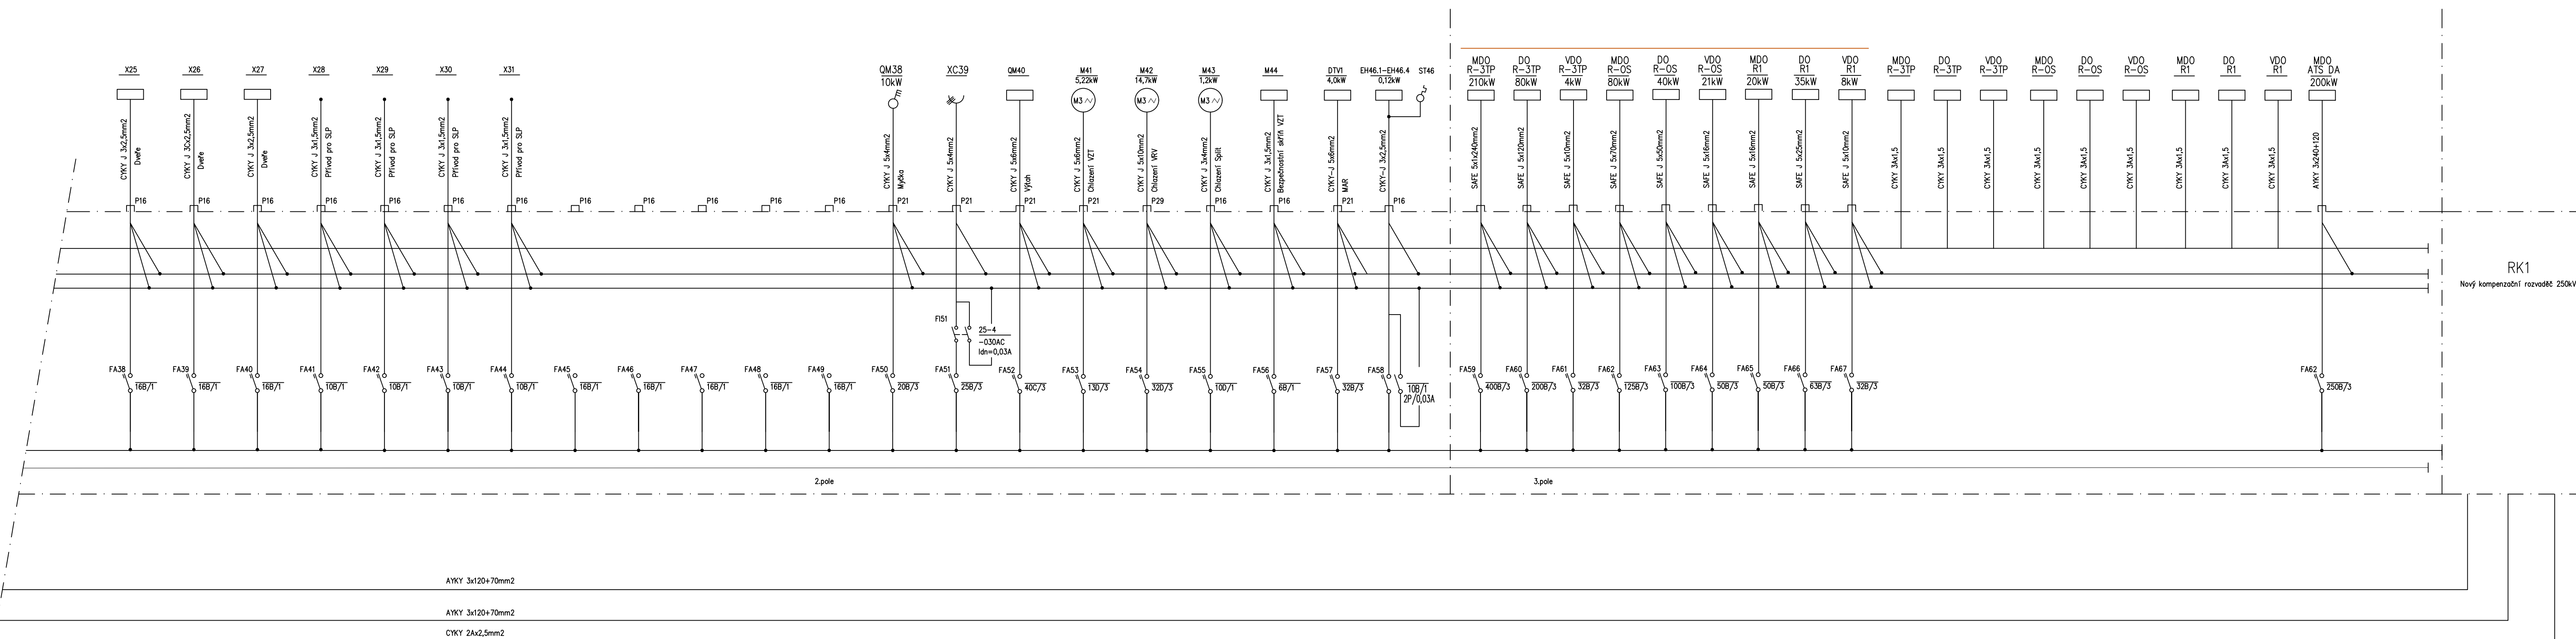 X25
X26
X27
X28
X29
X30
X31
QM38
10kW
XC39
QM40
M41
5,22kW
M42
14,7kW
M43
1,2kW
M44
DTV1
4,0kW
EH46.1-EH46.4
0,12kW
ST46
MDO
R-3TP
210kW
DO
R-3TP
80kW
VDO
R-3TP
4kW
MDO
R-OS
80kW
DO
R-OS
40kW
VDO
R-OS
21kW
MDO
R1
20kW
DO
R1
35kW
VDO
R1
8kW
MDO
R-3TP
DO
R-3TP
VDO
R-3TP
MDO
R-OS
DO
R-OS
VDO
R-OS
MDO
R1
DO
R1
VDO
R1
MDO
ATS DA
200kW
M3
M3
M3
CYKY J 3x2,5mm2
Dveře
CYKY J 3Cx2,5mm2
Dveře
CYKY J 3x2,5mm2
Dveře
CYKY J 3x1,5mm2
Přívod pro SLP
CYKY J 3x1,5mm2
Přívod pro SLP
CYKY J 3x1,5mm2
Přívod pro SLP
CYKY J 3x1,5mm2
Přívod pro SLP
CYKY J 5x4mm2
Myčka
CYKY J 5x4mm2
CYKY J 5x6mm2
Výtah
CYKY J 5x6mm2
Chlazení VZT
CYKY J 5x10mm2
Chlazení VRV
CYKY J 3x4mm2
Chlazení Split
CYKY J 3x1,5mm2
Bezpečnostní skříň VZT
CYKY-J 5x6mm2
MAR
CYKY-J 3x2,5mm2
SAFE 5x1x240mm2
SAFE J 5x120mm2
SAFE J 5x10mm2
SAFE J 5x70mm2
SAFE J 5x50mm2
SAFE J 5x16mm2
SAFE J 5x16mm2
SAFE J 5x25mm2
SAFE J 5x10mm2
CYKY 3Ax1,5
CYKY 3Ax1,5
CYKY 3Ax1,5
CYKY 3Ax1,5
CYKY 3Ax1,5
CYKY 3Ax1,5
CYKY 3Ax1,5
CYKY 3Ax1,5
CYKY 3Ax1,5
AYKY 3x240+120
P16
P16
P16
P16
P16
P16
P16
P16
P16
P16
P16
P16
P21
P21
P21
P21
P29
P16
P16
P21
P16
RK1
Nový kompenzační rozvaděč 250kV
FI51
25-4
-030AC
Idn=0,03A
FA38
16B/1
FA39
16B/1
FA40
16B/1
FA41
10B/1
FA42
10B/1
FA43
10B/1
FA44
10B/1
FA45
16B/1
FA46
16B/1
FA47
16B/1
FA48
16B/1
FA49
16B/1
FA50
20B/3
FA51
25B/3
FA52
40C/3
FA53
13D/3
FA54
32D/3
FA55
10D/1
FA56
6B/1
FA57
32B/3
FA58
10B/1
2P/0,03A
FA59
400B/3
FA60
200B/3
FA61
32B/3
FA62
125B/3
FA63
100B/3
FA64
50B/3
FA65
50B/3
FA66
63B/3
FA67
32B/3
FA62
250B/3
2.pole
3.pole
AYKY 3x120+70mm2
AYKY 3x120+70mm2
CYKY 2Ax2,5mm2